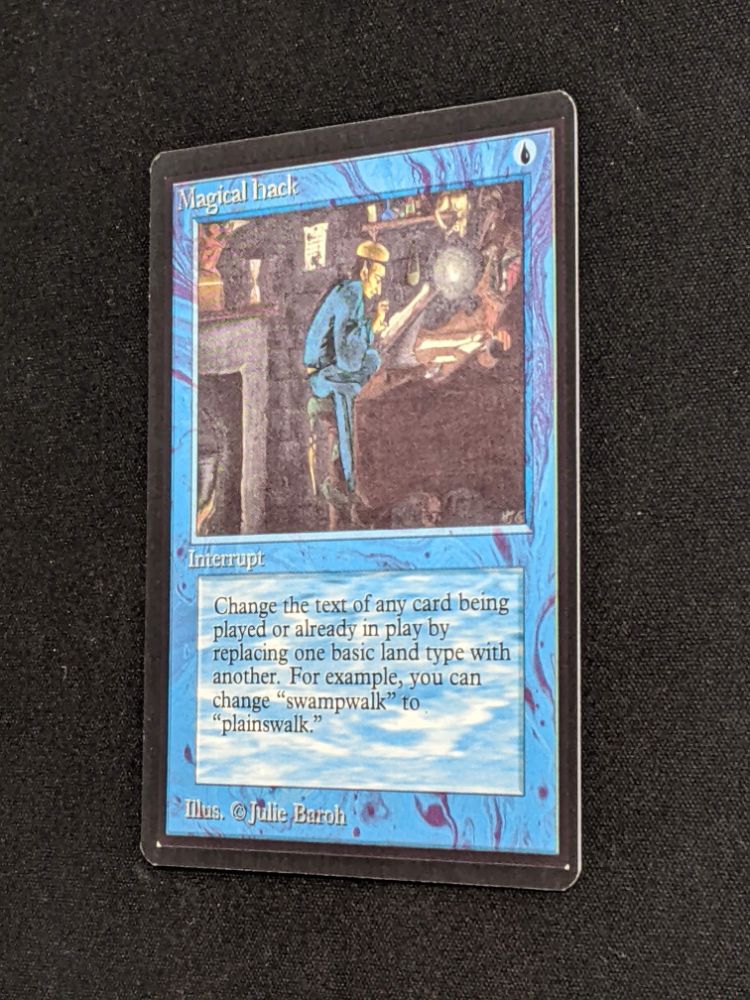 Magical Hack
Interrupt
Change the text of any card being
played or already in play by
replacing one basic land type with
another. For example, you can
change “swampwalk” to
“plainswalk.”
Illus. © Julie Baroh